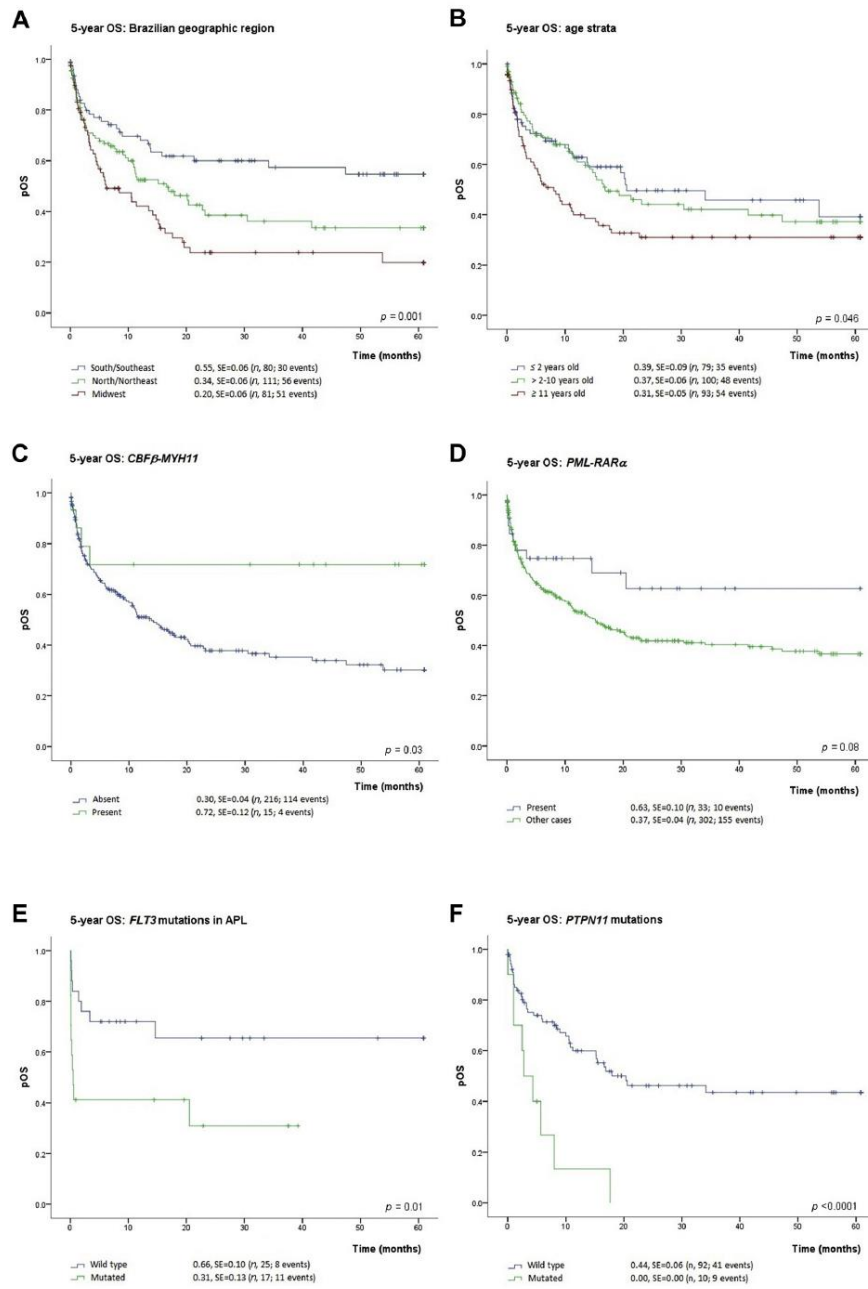 A
5-year OS: Brazilian geographic region
pOS
1.0
0.8
0.6
0.4
0.2
0.0
0 10 20 30 40 50 60
p = 0.001
Time (months)
South/Southeast 0.55, SE=0.06 (n, 80; 30 events)
North/Northeast 0.34, SE=0.06 (n, 111; 56 events)
Midwest 0.20, SE=0.06 (n, 81; 51 events)
B
5-year OS: age strata
pOS
1.0
0.8
0.6
0.4
0.2
0.0
0 10 20 30 40 50 60
p = 0.046
Time (months)
≤ 2 years old 0.39, SE=0.09 (n, 79; 35 events)
> 2-10 years old 0.37, SE=0.06 (n, 100; 48 events)
≥ 11 years old 0.31, SE=0.05 (n, 93; 54 events)
C
5-year OS: CBFβ-MYH11
pOS
1.0
0.8
0.6
0.4
0.2
0.0
0 10 20 30 40 50 60
p = 0.03
Time (months)
Absent 0.30, SE=0.04 (n, 216; 114 events)
Present 0.72, SE=0.12 (n, 15; 4 events)
D
5-year OS: PML-RARα
pOS
1.0
0.8
0.6
0.4
0.2
0.0
0 10 20 30 40 50 60
p = 0.08
Time (months)
Present 0.63, SE=0.10 (n, 33; 10 events)
Other cases 0.37, SE=0.04 (n, 302; 155 events)
E
5-year OS: FLT3 mutations in APL
pOS
1.0
0.8
0.6
0.4
0.2
0.0
0 10 20 30 40 50 60
p = 0.01
Time (months)
Wild type 0.66, SE=0.10 (n, 25; 8 events)
Mutated 0.31, SE=0.13 (n, 17; 11 events)
F
5-year OS: PTPN11 mutations
pOS
1.0
0.8
0.6
0.4
0.2
0.0
0 10 20 30 40 50 60
p <0.0001
Time (months)
Wild type 0.44, SE=0.06 (n, 92; 41 events)
Mutated 0.00, SE=0.00 (n, 10; 9 events)